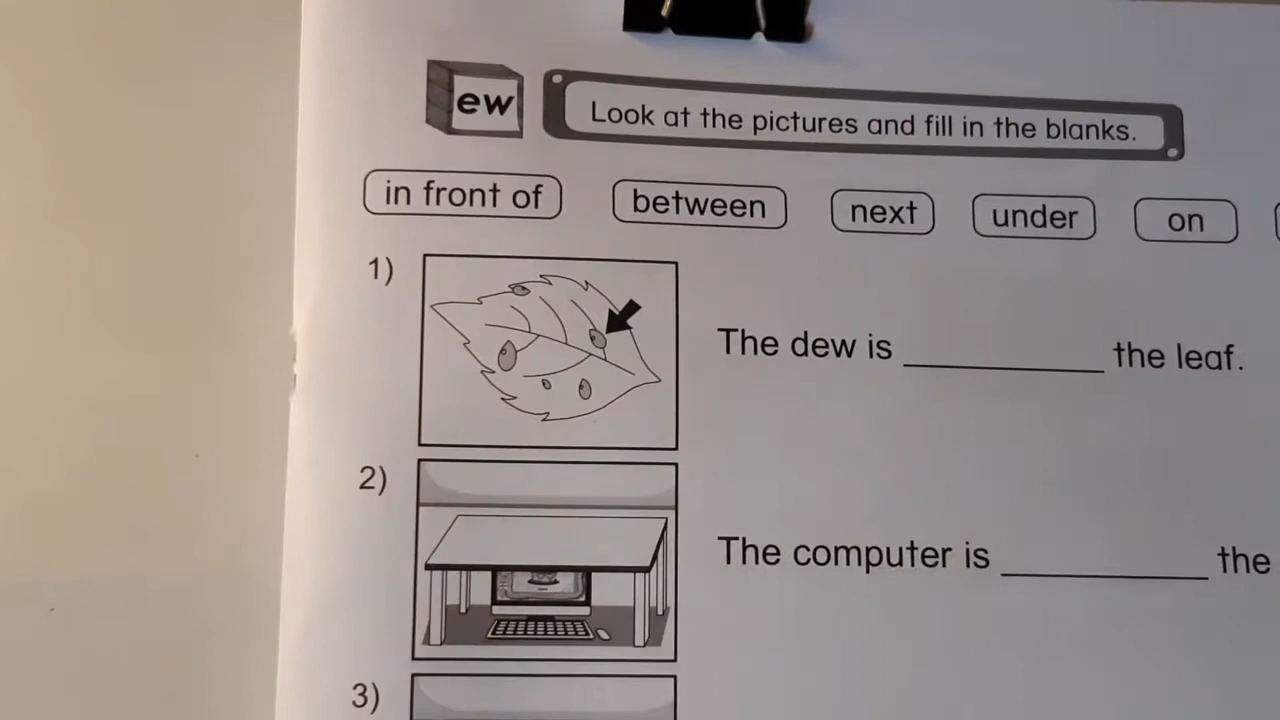 ew
Look at the pictures and fill in the blanks.
in front of between next under on
1)
The dew is __________ the leaf.
2)
The computer is __________ the
3)